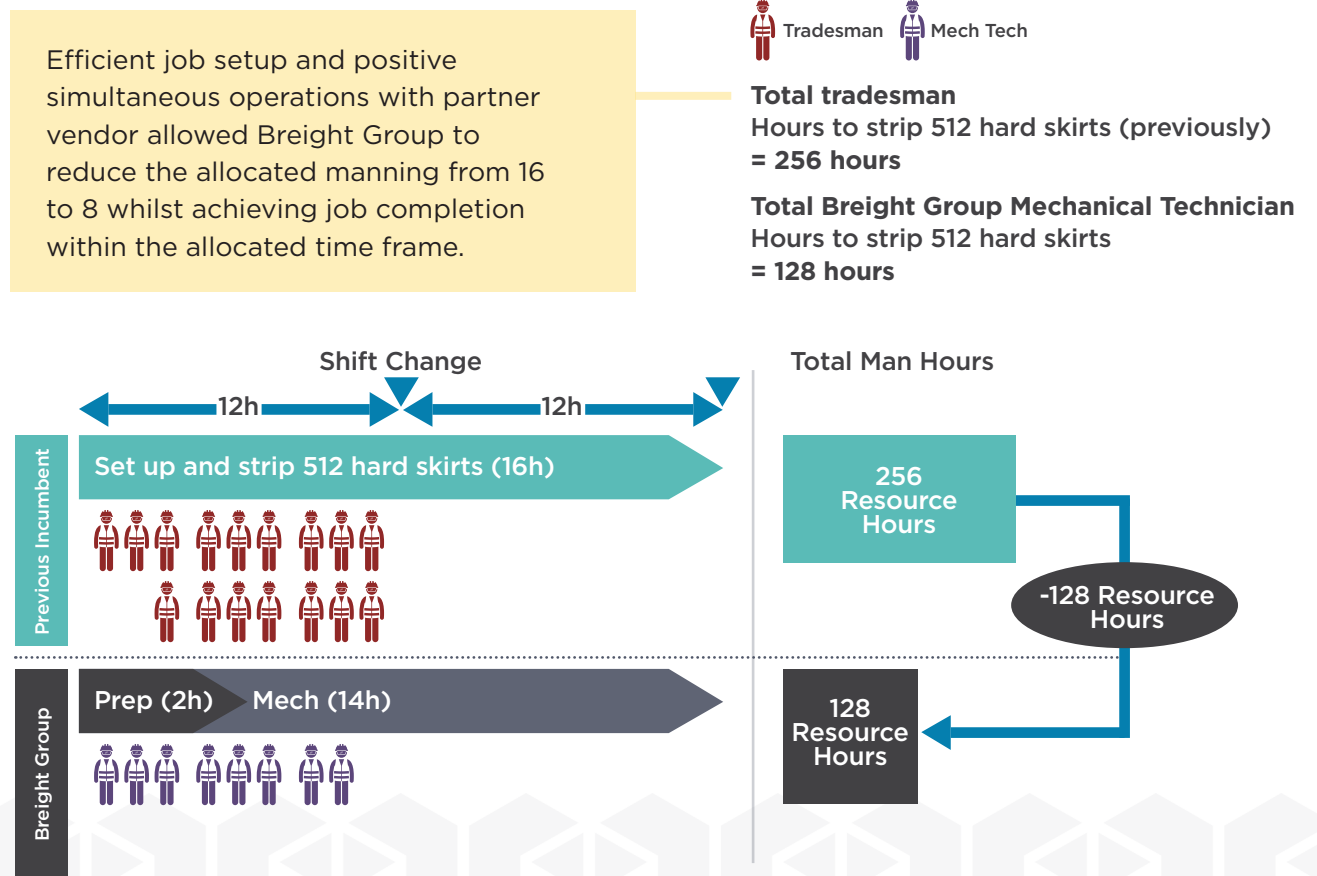 Efficient job setup and positive
simultaneous operations with partner
vendor allowed Breight Group to
reduce the allocated manning from 16
to 8 whilst achieving job completion
within the allocated time frame.
Tradesman
Mech Tech
Total tradesman
Hours to strip 512 hard skirts (previously)
= 256 hours
Total Breight Group Mechanical Technician
Hours to strip 512 hard skirts
= 128 hours
Shift Change
12h
12h
Total Man Hours
Previous Incumbent
Set up and strip 512 hard skirts (16h)
256
Resource
Hours
-128 Resource
Hours
Breight Group
Prep (2h)
Mech (14h)
128
Resource
Hours